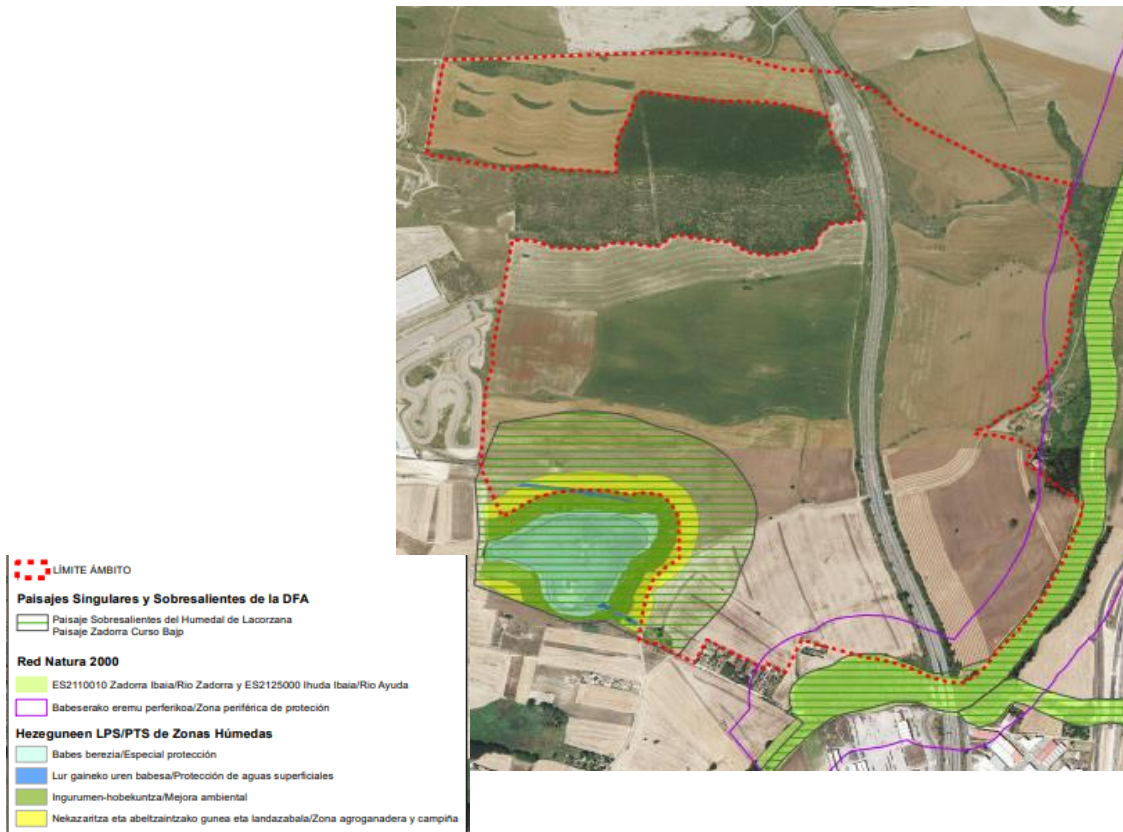 LÍMITE ÁMBITO
Paisajes Singulares y Sobresalientes de la DFA
Paisaje Sobresalientes del Humedal de Lacorzana
Paisaje Zadorra Curso Bajp
Red Natura 2000
ES2110010 Zadorra Ibaia/Rio Zadorra y ES2125000 Ihuda Ibaia/Rio Ayuda
Babeserako eremu perferikoa/Zona periférica de proteción
Hezeguneen LPS/PTS de Zonas Húmedas
Babes berezia/Especial protección
Lur gaineko uren babesa/Protección de aguas superficiales
Ingurumen-hobekuntza/Mejora ambiental
Nekazaritza eta abeltzaintzako gunea eta landazabala/Zona agroganadera y campiña